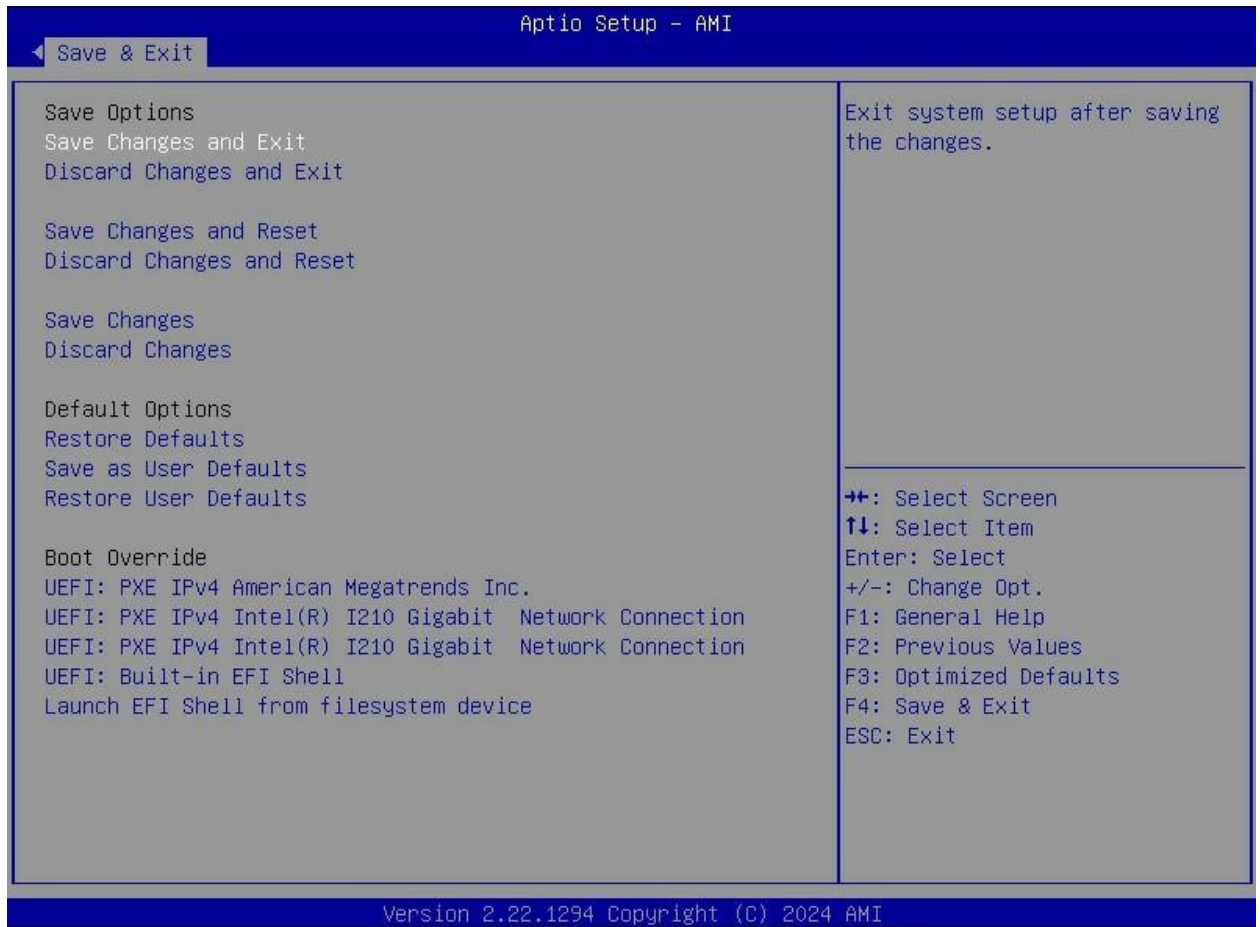 Aptio Setup – AMI
Save & Exit
Save Options
Save Changes and Exit
Discard Changes and Exit
Save Changes and Reset
Discard Changes and Reset
Save Changes
Discard Changes
Default Options
Restore Defaults
Save as User Defaults
Restore User Defaults
Boot Override
UEFI: PXE IPv4 American Megatrends Inc.
UEFI: PXE IPv4 Intel(R) I210 Gigabit  Network Connection
UEFI: PXE IPv4 Intel(R) I210 Gigabit  Network Connection
UEFI: Built-in EFI Shell
Launch EFI Shell from filesystem device
Exit system setup after saving
the changes.
→←: Select Screen
↑↓: Select Item
Enter: Select
+/-: Change Opt.
F1: General Help
F2: Previous Values
F3: Optimized Defaults
F4: Save & Exit
ESC: Exit
Version 2.22.1294 Copyright (C) 2024 AMI